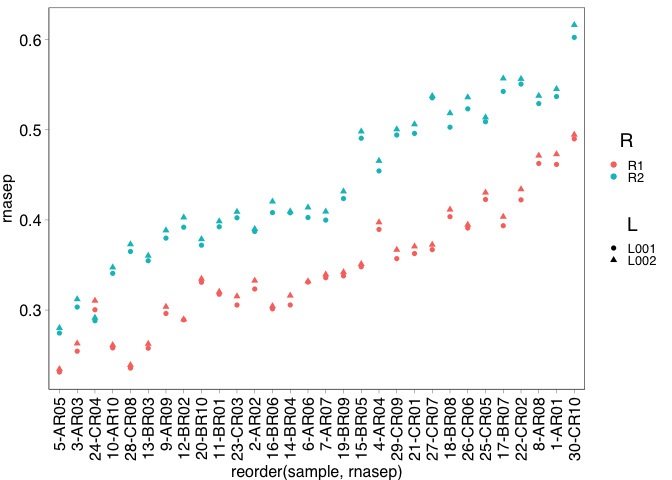 0.6
0.5
0.4
0.3
rnasep
5-AR05
3-AR03
24-CR04
10-AR10
28-CR08
13-BR03
9-AR09
12-BR02
20-BR10
11-BR01
23-CR03
2-AR02
16-BR06
14-BR04
6-AR06
7-AR07
19-BR09
15-BR05
4-AR04
29-CR09
21-CR01
27-CR07
18-BR08
26-CR06
25-CR05
17-BR07
22-CR02
8-AR08
1-AR01
30-CR10
reorder(sample, rnasep)
R
R1
R2
L
L001
L002